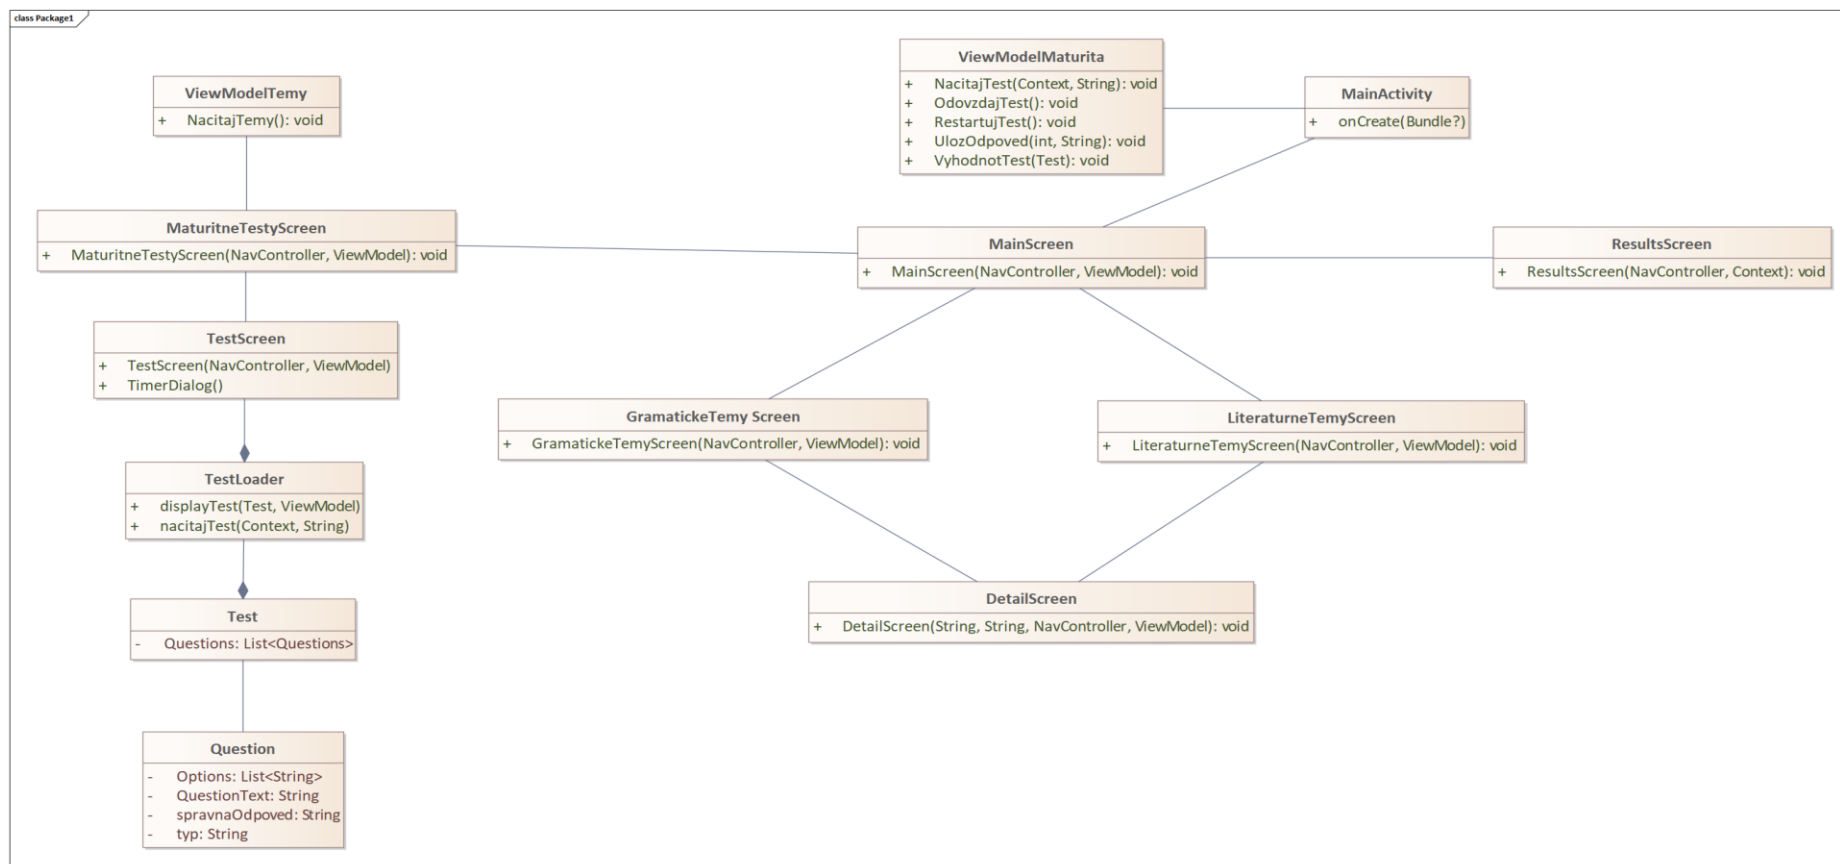 class Package1
ViewModelTemy
+ NacitajTemy(): void
ViewModelMaturita
+ NacitajTest(Context, String): void
+ OdovzdajTest(): void
+ RestartujTest(): void
+ UlozOdpoved(int, String): void
+ VyhodnotTest(Test): void
MainActivity
+ onCreate(Bundle?)
MaturitneTestyScreen
+ MaturitneTestyScreen(NavController, ViewModel): void
MainScreen
+ MainScreen(NavController, ViewModel): void
ResultsScreen
+ ResultsScreen(NavController, Context): void
TestScreen
+ TestScreen(NavController, ViewModel)
+ TimerDialog()
GramatickeTemy Screen
+ GramatickeTemyScreen(NavController, ViewModel): void
LiteraturneTemyScreen
+ LiteraturneTemyScreen(NavController, ViewModel): void
TestLoader
+ displayTest(Test, ViewModel)
+ nacitajTest(Context, String)
DetailScreen
+ DetailScreen(String, String, NavController, ViewModel): void
Test
- Questions: List<Questions>
Question
- Options: List<String>
- QuestionText: String
- spravnaOdpoved: String
- typ: String